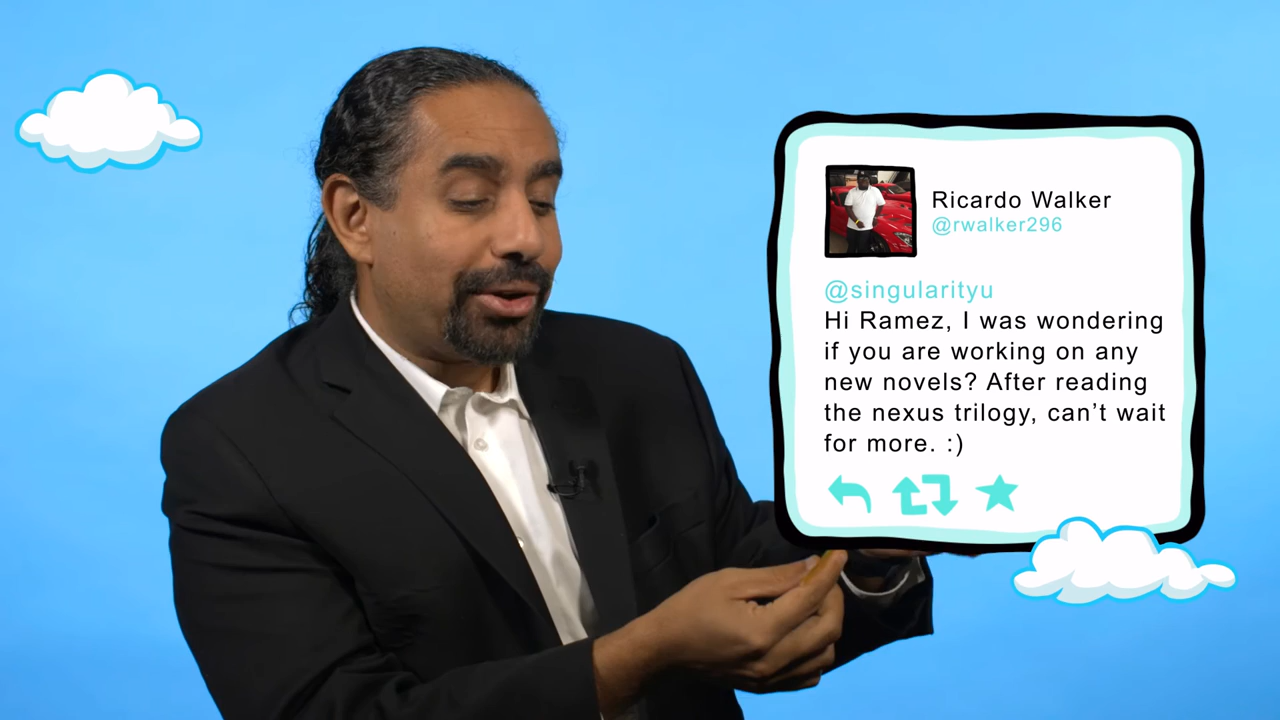 Ricardo Walker
@rwalker296
@singularityu
Hi Ramez, I was wondering
if you are working on any
new novels? After reading
the nexus trilogy, can’t wait
for more. :)